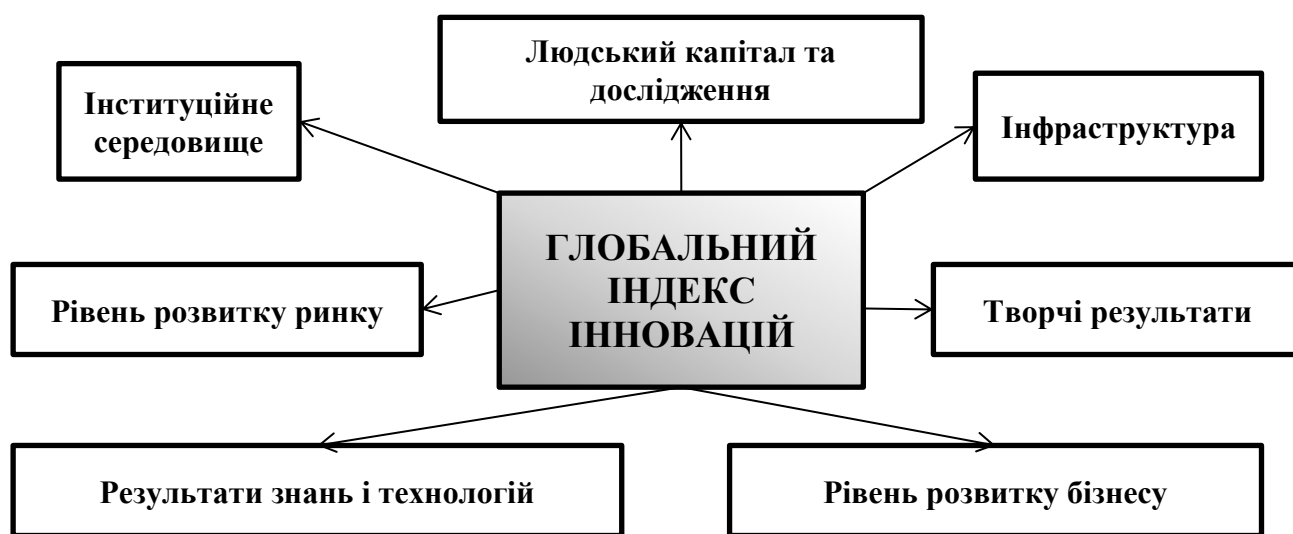 Людський капітал та
дослідження
Інституційне
середовище
Інфраструктура
ГЛОБАЛЬНИЙ
ІНДЕКС
ІННОВАЦІЙ
Рівень розвитку ринку
Творчі результати
Результати знань і технологій
Рівень розвитку бізнесу